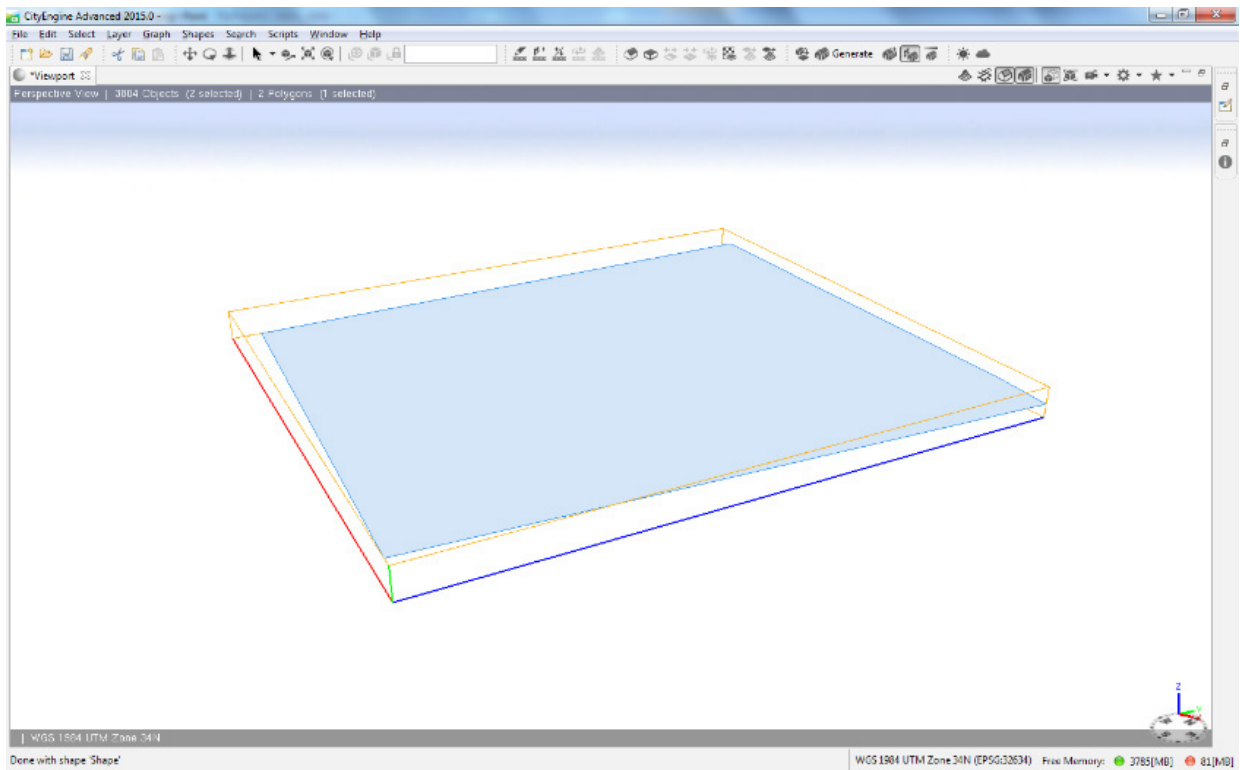 CityEngine Advanced 2015.0 -
File Edit Select Layer Graph Shapes Search Scripts Window Help
Generate
*Viewport
Perspective View | 3884 Objects (2 selected) | 2 Polygons (1 selected)
Z
| WGS 1984 UTM Zone 34N
Done with shape 'Shape' WGS 1984 UTM Zone 34N (EPSG:32634) Free Memory: 3785[MB] 81[MB]